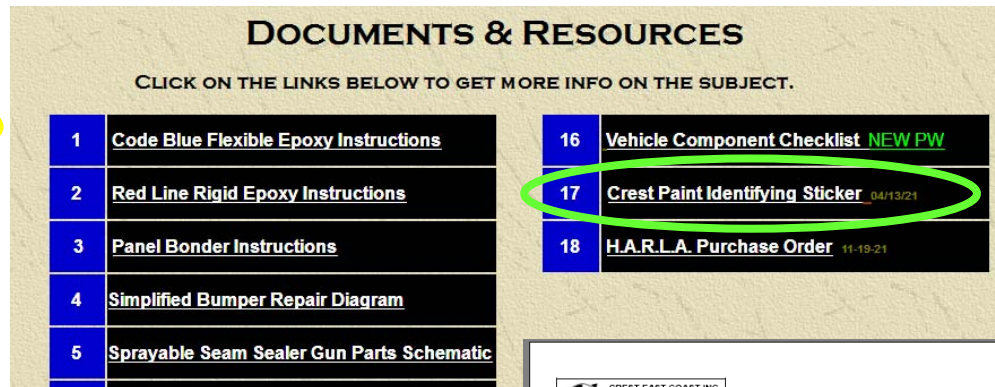 DOCUMENTS & RESOURCES
CLICK ON THE LINKS BELOW TO GET MORE INFO ON THE SUBJECT.
1 Code Blue Flexible Epoxy Instructions
2 Red Line Rigid Epoxy Instructions
3 Panel Bonder Instructions
4 Simplified Bumper Repair Diagram
5 Sprayable Seam Sealer Gun Parts Schematic
16 Vehicle Component Checklist NEW PW
17 Crest Paint Identifying Sticker 04/13/21
18 H.A.R.L.A. Purchase Order 11-19-21
CREST EAST COAST INC